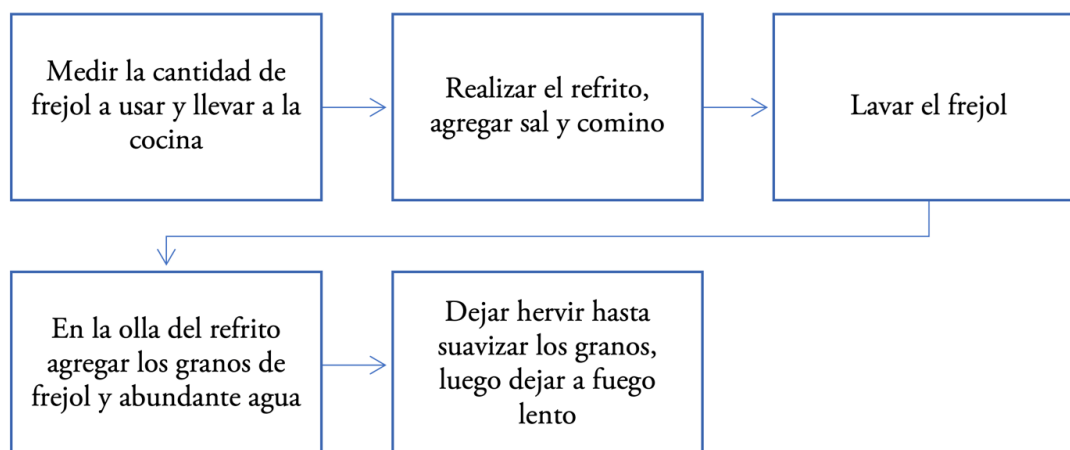 Medir la cantidad de
frejol a usar y llevar a la
cocina
Realizar el refrito,
agregar sal y comino
Lavar el frejol
En la olla del refrito
agregar los granos de
frejol y abundante agua
Dejar hervir hasta
suavizar los granos,
luego dejar a fuego
lento